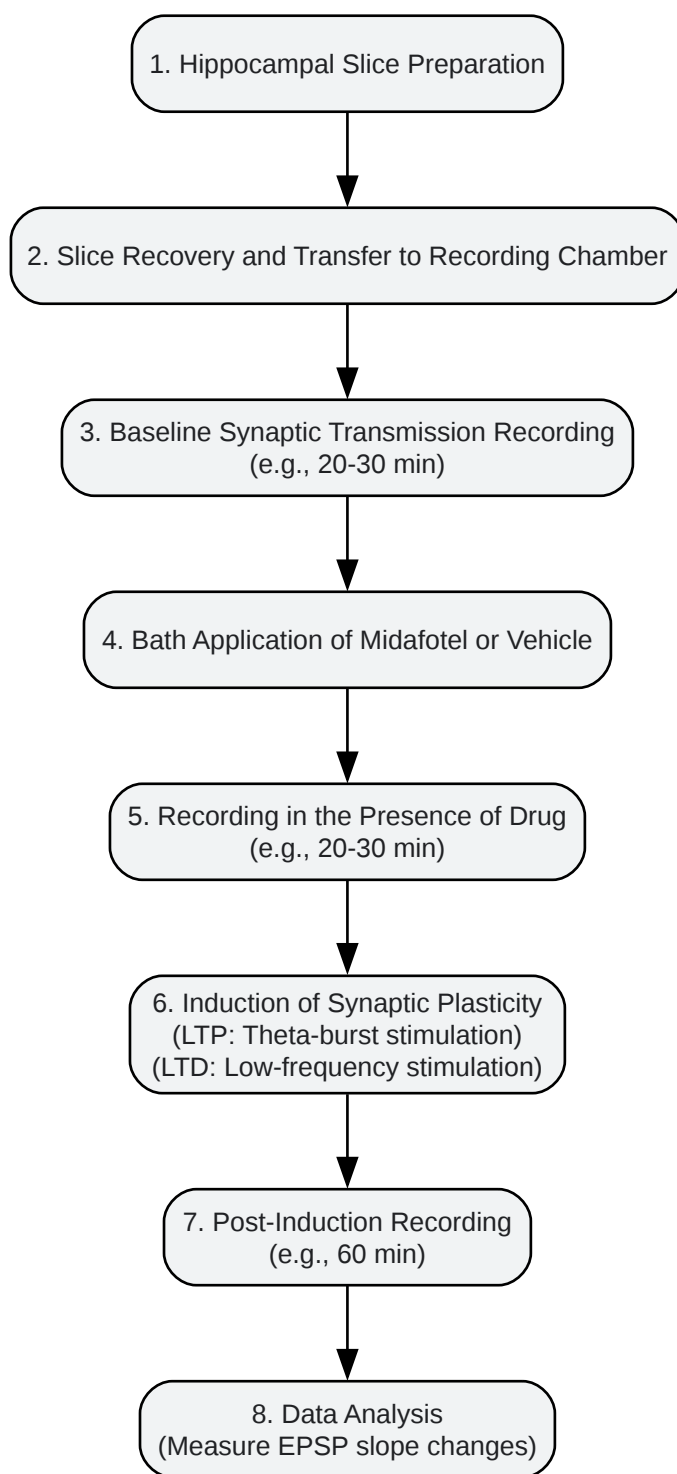 1. Hippocampal Slice Preparation
2. Slice Recovery and Transfer to Recording Chamber
3. Baseline Synaptic Transmission Recording
(e.g., 20-30 min)
4. Bath Application of Midafotel or Vehicle
5. Recording in the Presence of Drug
(e.g., 20-30 min)
6. Induction of Synaptic Plasticity
(LTP: Theta-burst stimulation)
(LTD: Low-frequency stimulation)
7. Post-Induction Recording
(e.g., 60 min)
8. Data Analysis
(Measure EPSP slope changes)